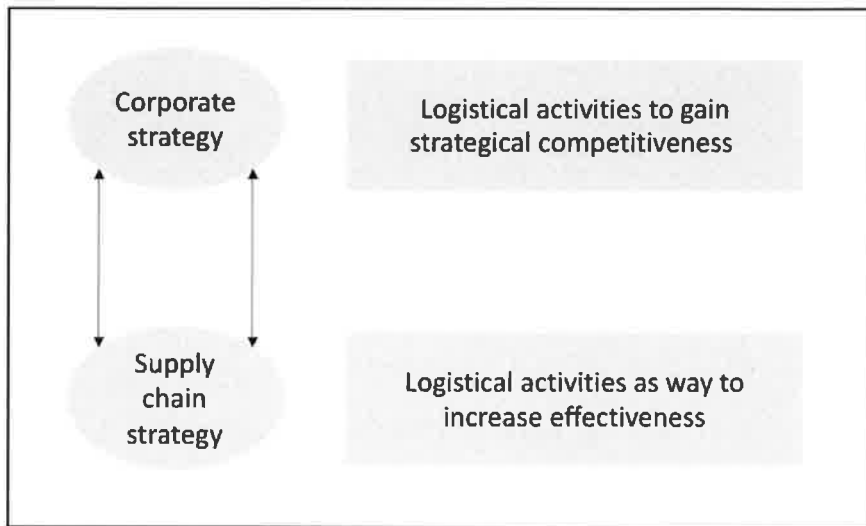 Corporate
strategy
Logistical activities to gain
strategical competitiveness
Supply
chain
strategy
Logistical activities as way to
increase effectiveness